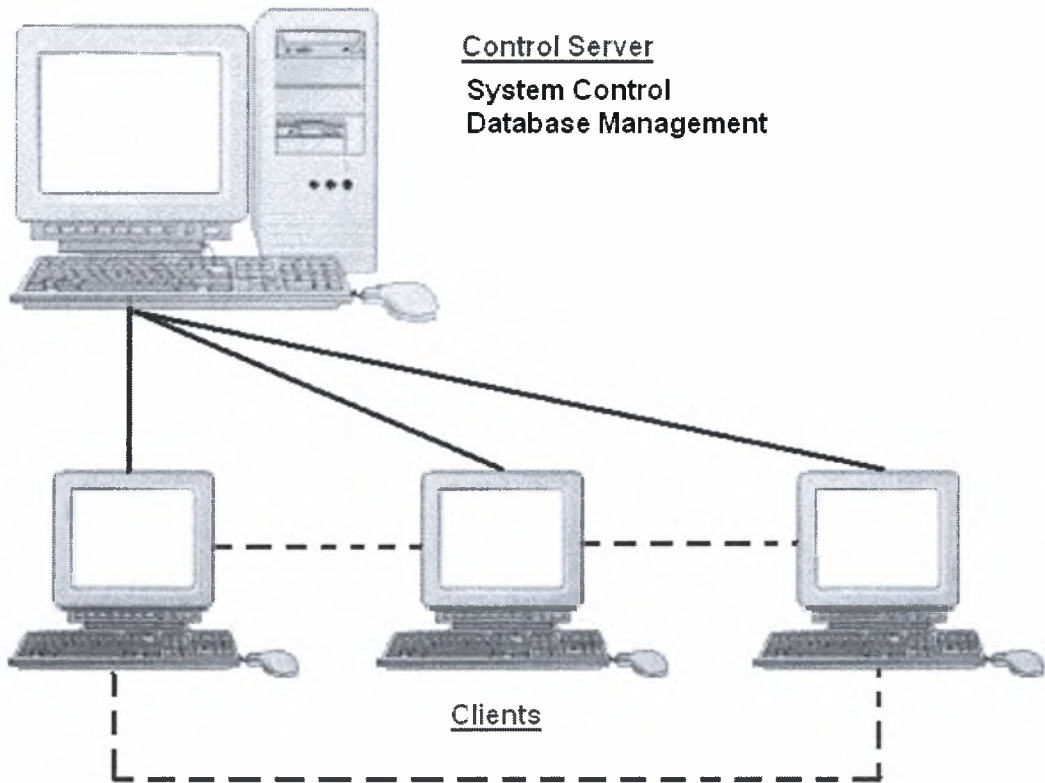 Control Server
System Control
Database Management
Clients